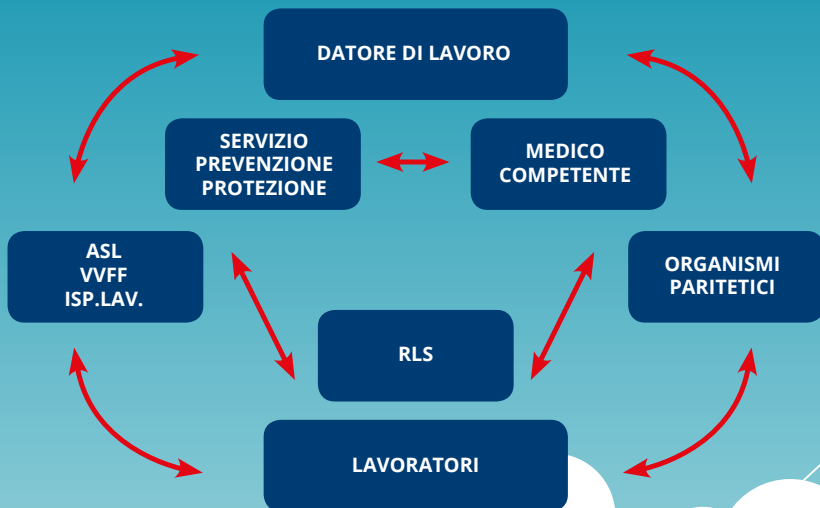 DATORE DI LAVORO
SERVIZIO
PREVENZIONE
PROTEZIONE
MEDICO
COMPETENTE
ASL
VVFF
ISP.LAV.
ORGANISMI
PARITETICI
RLS
LAVORATORI